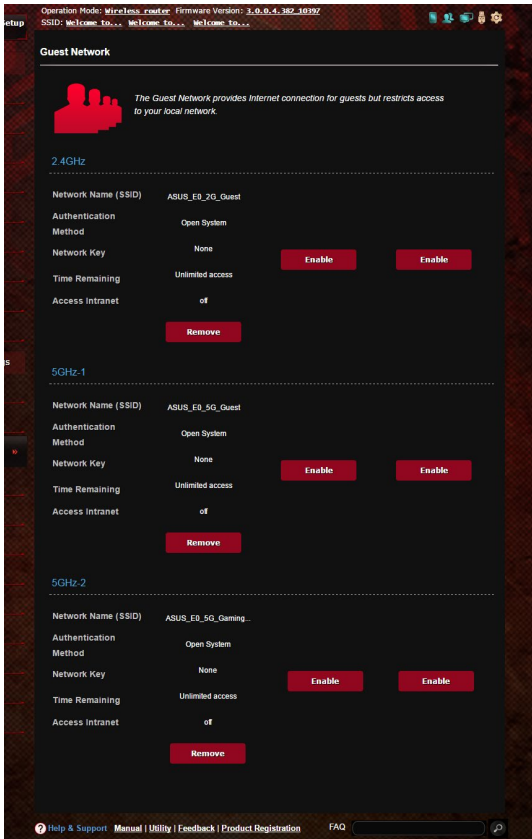 Setup
Operation Mode: Wireless router Firmware Version: 3.0.0.4.382_10397
SSID: Welcome to... Welcome to... Welcome to...
Guest Network
The Guest Network provides Internet connection for guests but restricts access
to your local network.
2.4GHz
Network Name (SSID) ASUS_E0_2G_Guest
Authentication
Method Open System
Network Key None
Enable Enable
Time Remaining Unlimited access
Access Intranet off
Remove
gs
5GHz-1
Network Name (SSID) ASUS_E0_5G_Guest
Authentication
Method Open System
Network Key None
Enable Enable
Time Remaining Unlimited access
Access Intranet off
Remove
5GHz-2
Network Name (SSID) ASUS_E0_5G_Gaming...
Authentication
Method Open System
Network Key None
Enable Enable
Time Remaining Unlimited access
Access Intranet off
Remove
? Help & Support Manual | Utility | Feedback | Product Registration FAQ